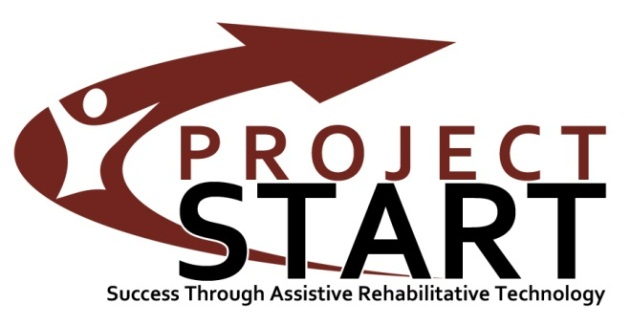 PROJECT
START
Success Through Assistive Rehabilitative Technology